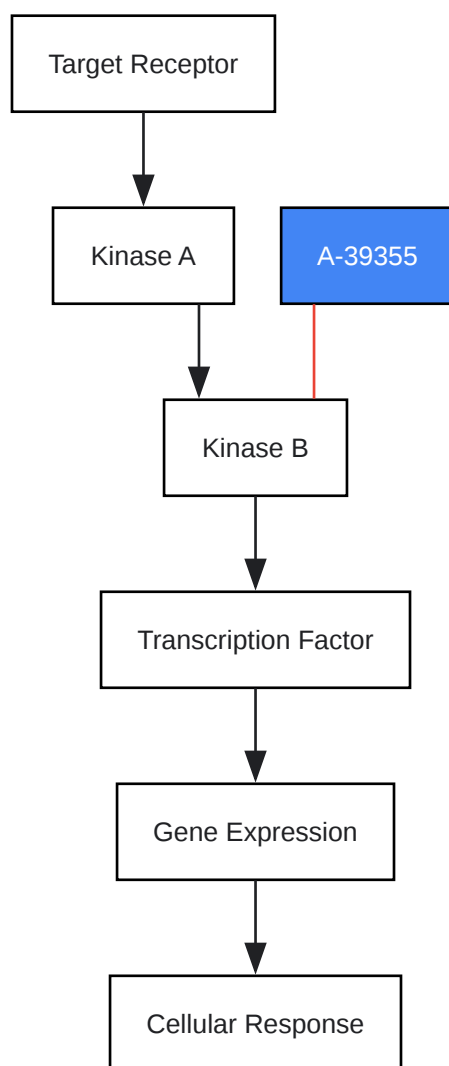 Target Receptor
Kinase A
A-39355
Kinase B
Transcription Factor
Gene Expression
Cellular Response